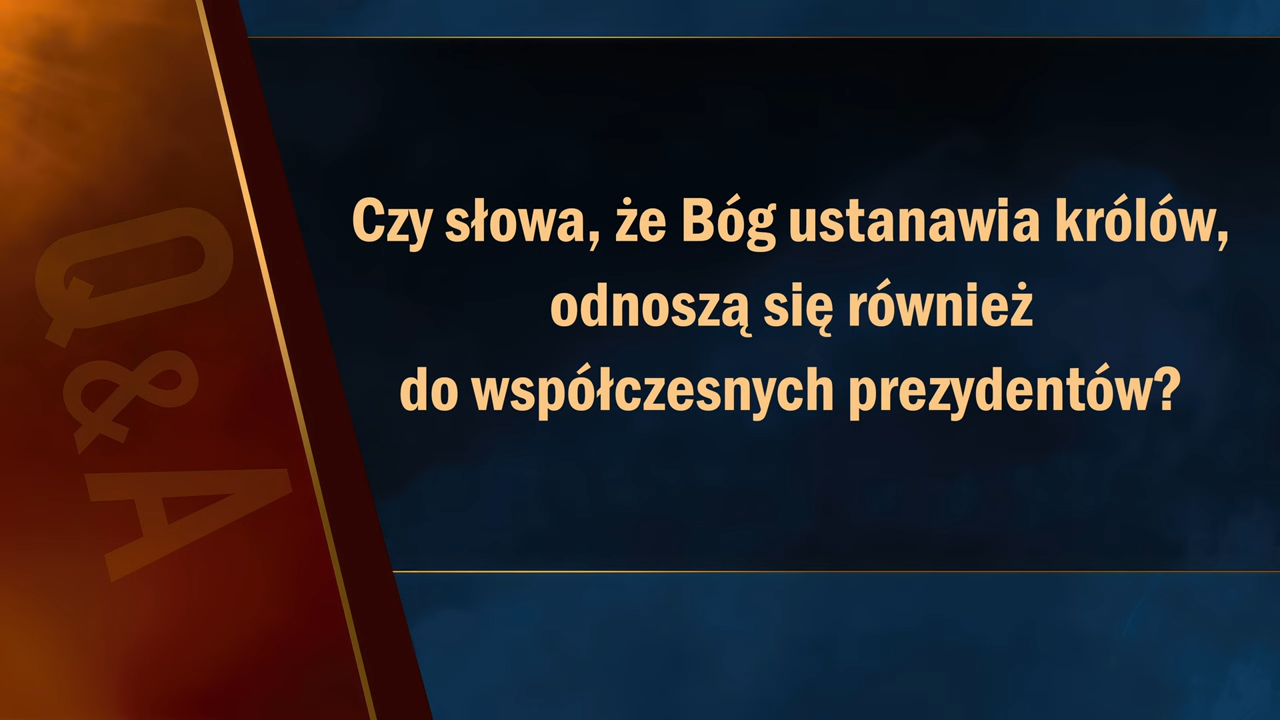 Q&A
Czy słowa, że Bóg ustanawia królów,
odnoszą się również
do współczesnych prezydentów?